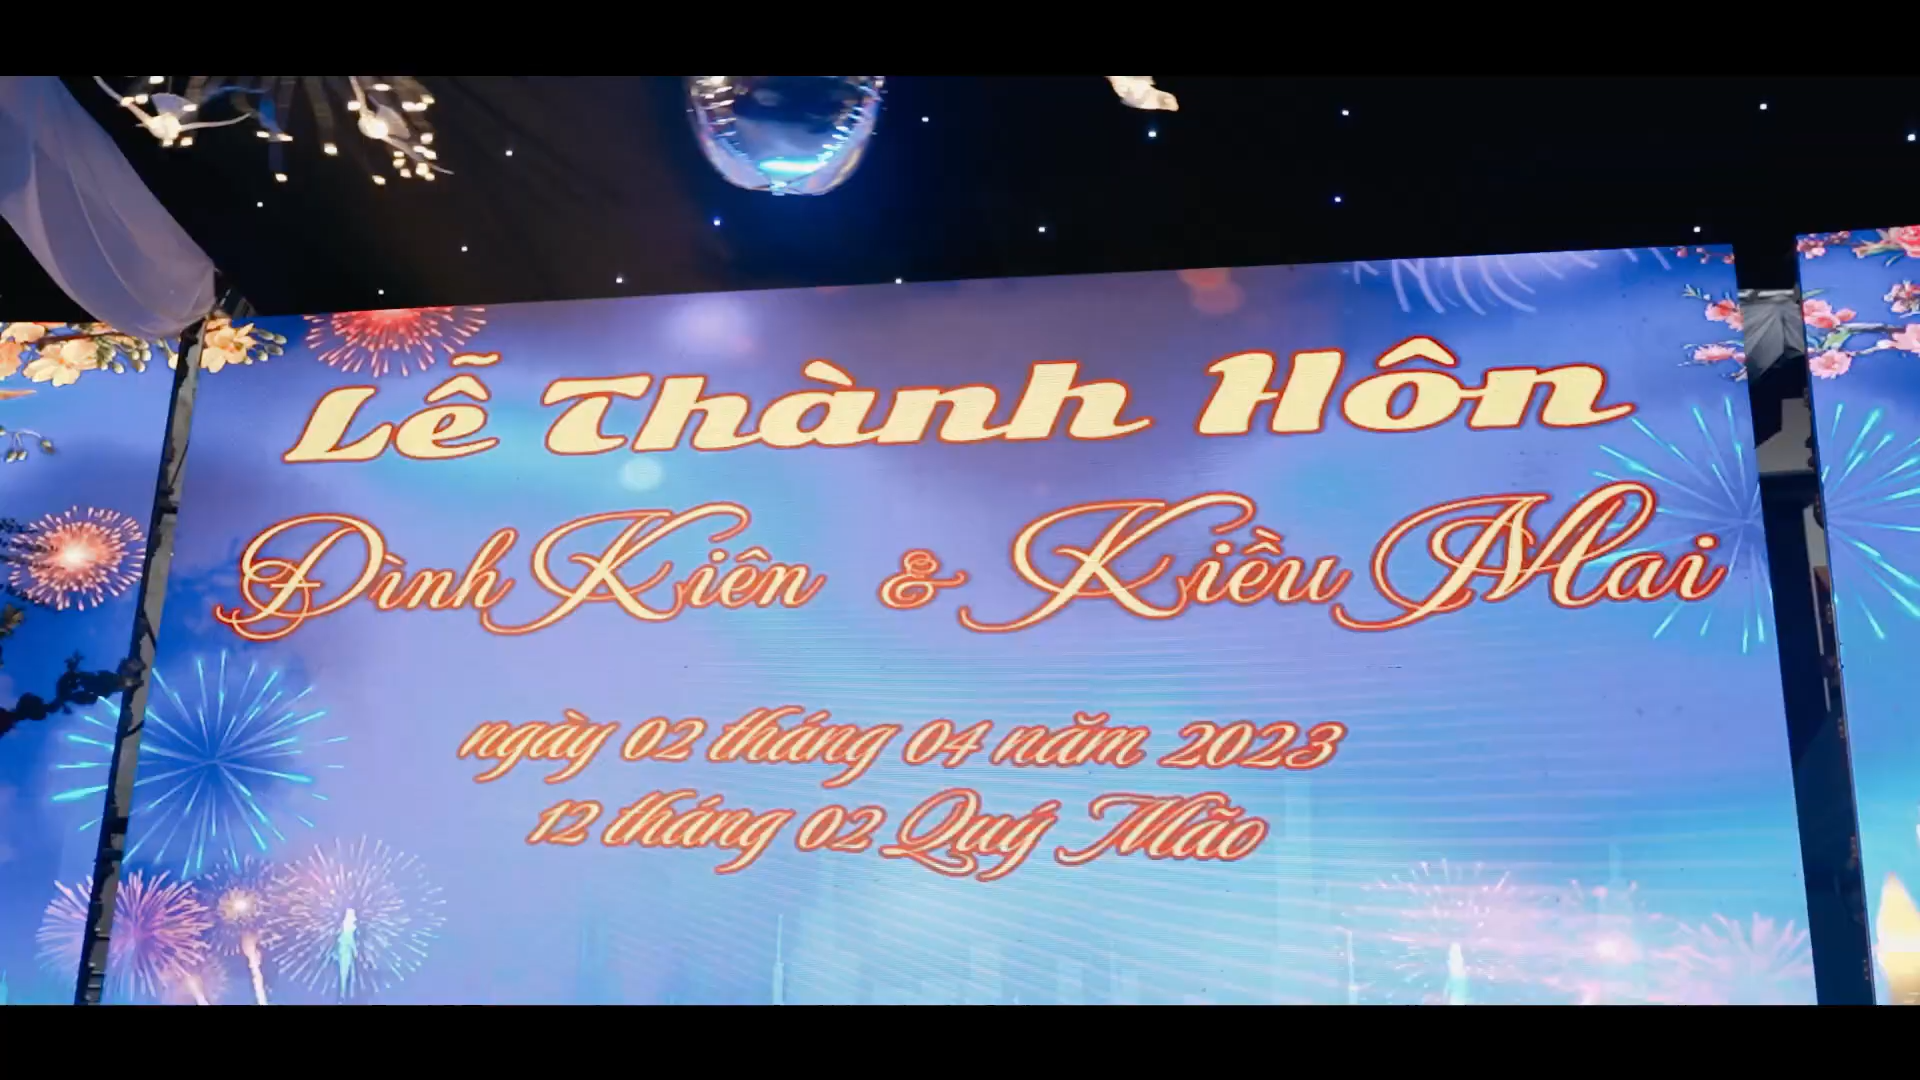 Lễ Thành Hôn
Đình Kiên & Kiều Mai
ngày 02 tháng 04 năm 2023
12 tháng 02 Quý Mão